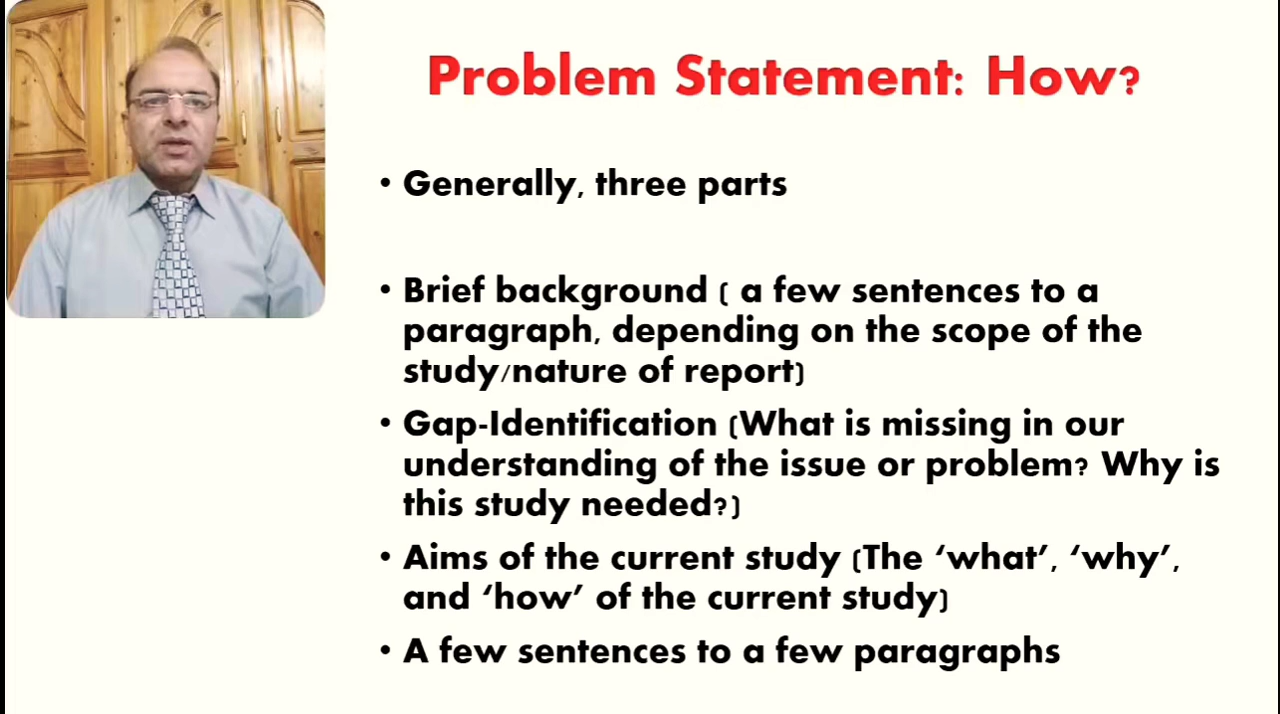 Problem Statement: How?
• Generally, three parts
• Brief background ( a few sentences to a
paragraph, depending on the scope of the
study/nature of report)
• Gap-Identification (What is missing in our
understanding of the issue or problem? Why is
this study needed?)
• Aims of the current study (The ‘what’, ‘why’,
and ‘how’ of the current study)
• A few sentences to a few paragraphs